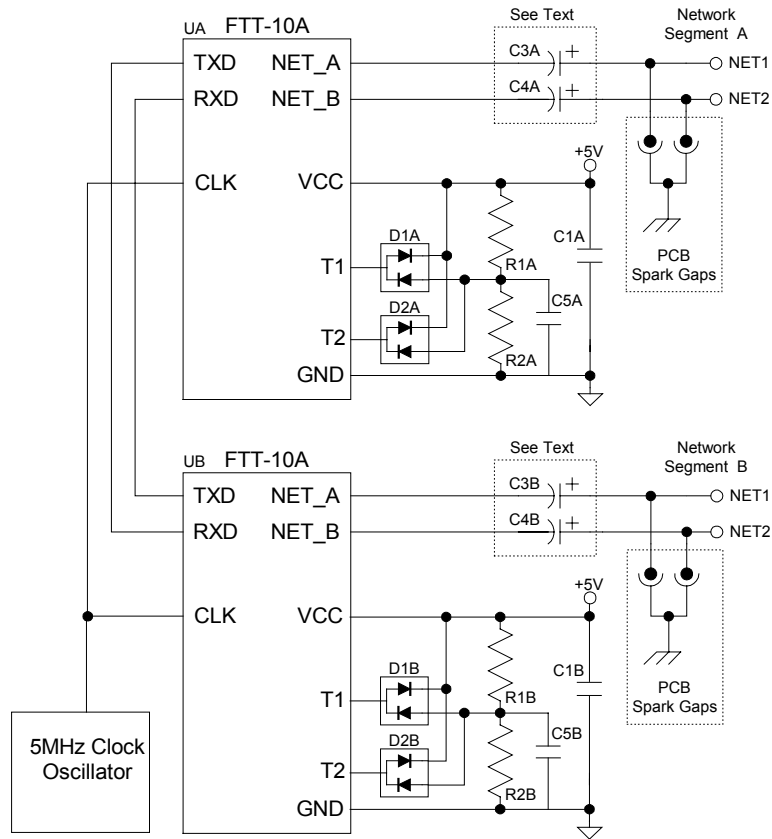 UA FTT-10A
See Text
Network
Segment A
TXD
NET_A
C3A
+
NET1
RXD
NET_B
C4A
+
NET2
+5V
CLK
VCC
D1A
C1A
T1
R1A
PCB
Spark Gaps
D2A
C5A
T2
R2A
GND
UB FTT-10A
See Text
Network
Segment B
TXD
NET_A
C3B
+
NET1
RXD
NET_B
C4B
+
NET2
+5V
CLK
VCC
D1B
C1B
T1
R1B
PCB
Spark Gaps
5MHz Clock
Oscillator
D2B
C5B
T2
R2B
GND